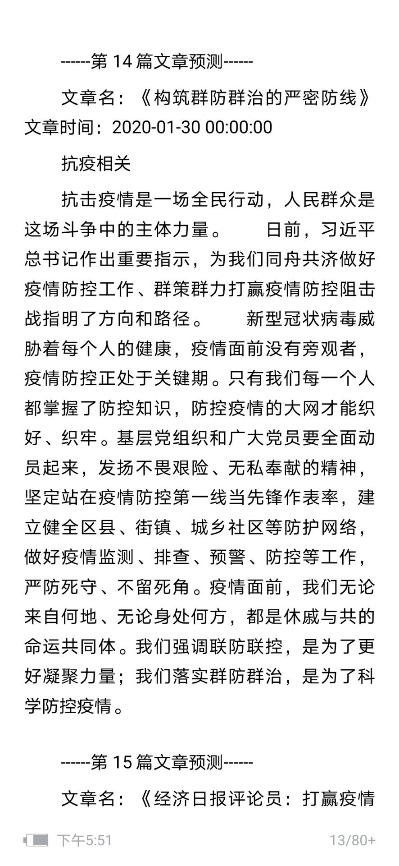 ------第 14 篇文章预测------
文章名：《构筑群防群治的严密防线》
文章时间：2020-01-30 00:00:00
抗疫相关
抗击疫情是一场全民行动，人民群众是
这场斗争中的主体力量。 日前，习近平
总书记作出重要指示，为我们同舟共济做好
疫情防控工作、群策群力打赢疫情防控阻击
战指明了方向和路径。 新型冠状病毒威
胁着每个人的健康，疫情面前没有旁观者，
疫情防控正处于关键期。只有我们每一个人
都掌握了防控知识，防控疫情的大网才能织
好、织牢。基层党组织和广大党员要全面动
员起来，发扬不畏艰险、无私奉献的精神，
坚定站在疫情防控第一线当先锋作表率，建
立健全区县、街镇、城乡社区等防护网络，
做好疫情监测、排查、预警、防控等工作，
严防死守、不留死角。疫情面前，我们无论
来自何地、无论身处何方，都是休戚与共的
命运共同体。我们强调联防联控，是为了更
好凝聚力量；我们落实群防群治，是为了科
学防控疫情。
------第 15 篇文章预测------
文章名：《经济日报评论员：打赢疫情
下午5:51 13/80+